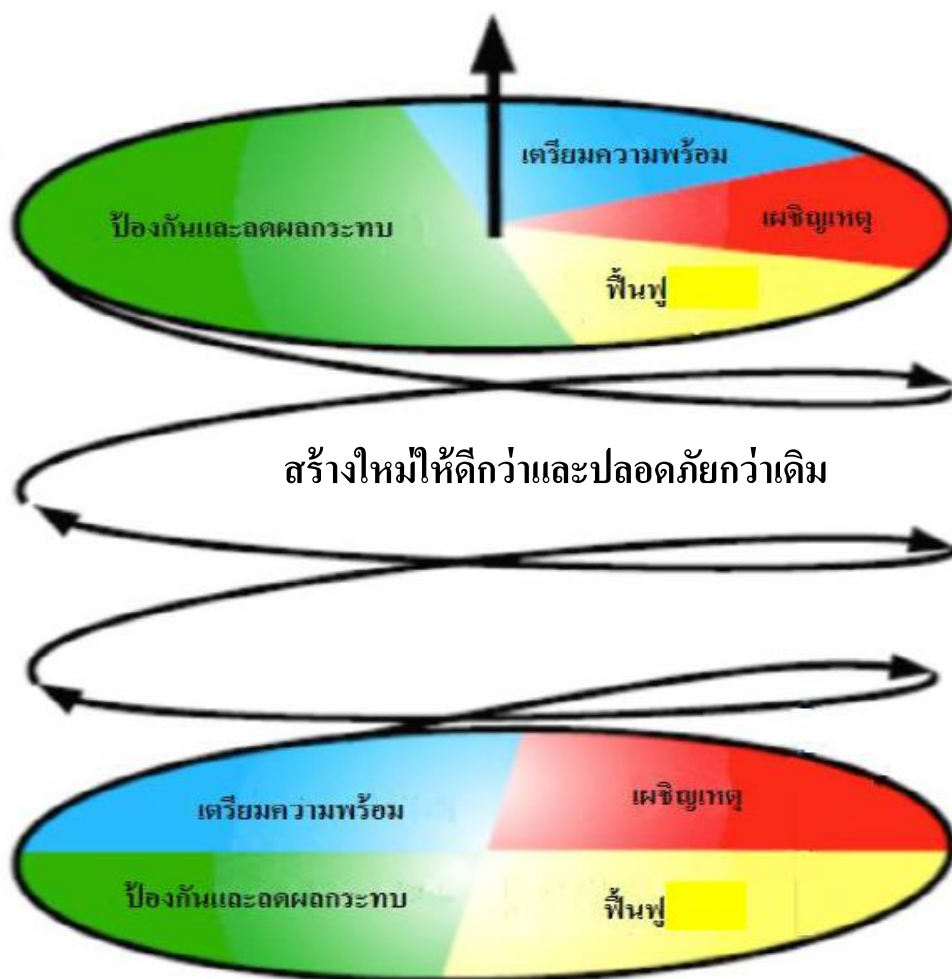 เตรียมความพร้อม
เผชิญเหตุ
ป้องกันและลดผลกระทบ
ฟื้นฟู
สร้างใหม่ให้ดีกว่าและปลอดภัยกว่าเดิม
เตรียมความพร้อม
เผชิญเหตุ
ป้องกันและลดผลกระทบ
ฟื้นฟู